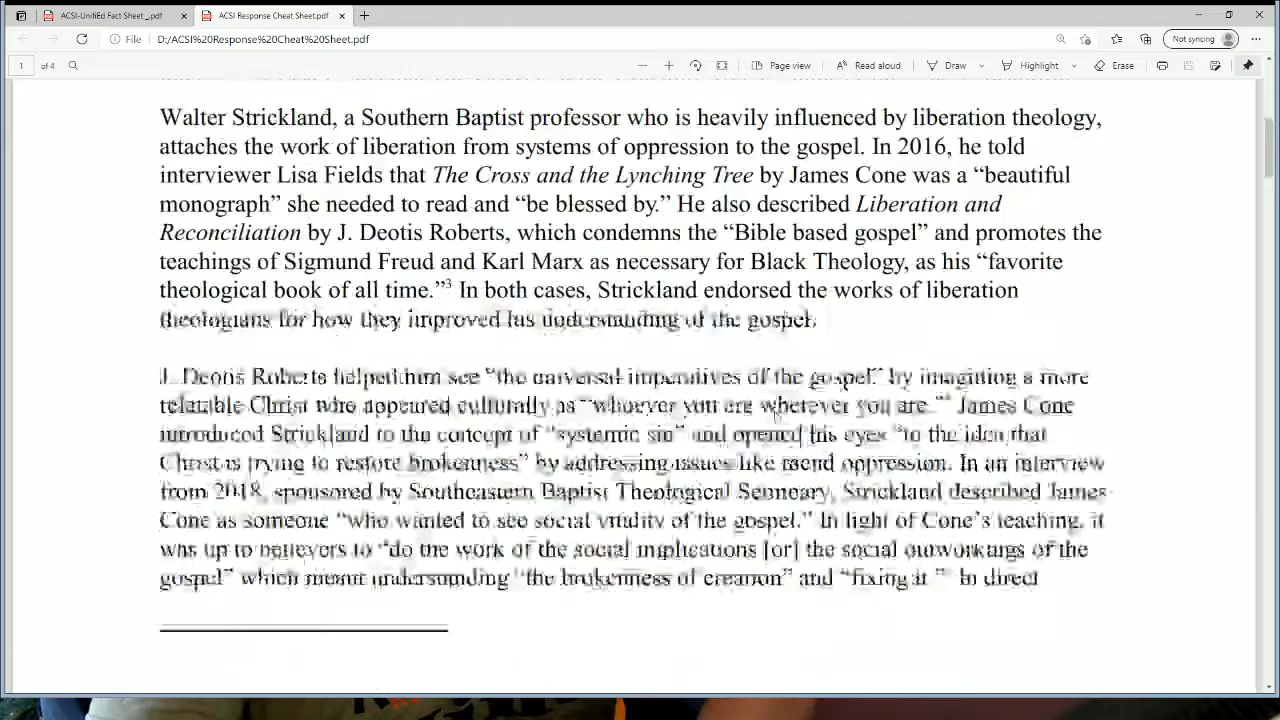 ACSI-UnifiEd Fact Sheet _.pdf
ACSI Response Cheat Sheet.pdf
File
D:/ACSI%20Response%20Cheat%20Sheet.pdf
Not syncing
1 of 4
Page view
Read aloud
Draw
Highlight
Erase
Walter Strickland, a Southern Baptist professor who is heavily influenced by liberation theology,
attaches the work of liberation from systems of oppression to the gospel. In 2016, he told
interviewer Lisa Fields that The Cross and the Lynching Tree by James Cone was a “beautiful
monograph” she needed to read and “be blessed by.” He also described Liberation and
Reconciliation by J. Deotis Roberts, which condemns the “Bible based gospel” and promotes the
teachings of Sigmund Freud and Karl Marx as necessary for Black Theology, as his “favorite
theological book of all time.”3 In both cases, Strickland endorsed the works of liberation
theologians for how they improved his understanding of the gospel.
J. Deotis Roberts helped him see “the universal imperatives of the gospel” by imagining a more
relatable Christ who appeared culturally as “whoever you are wherever you are.” James Cone
introduced Strickland to the concept of “systemic sin” and opened his eyes “to the idea that
Christ is trying to restore brokenness” by addressing issues like racial oppression. In an interview
from 2018, sponsored by Southeastern Baptist Theological Seminary, Strickland described James
Cone as someone “who wanted to see social vitality of the gospel.” In light of Cone’s teaching, it
was up to believers to “do the work of the social implications [or] the social outworkings of the
gospel” which meant understanding “the brokenness of creation” and “fixing it.” In direct